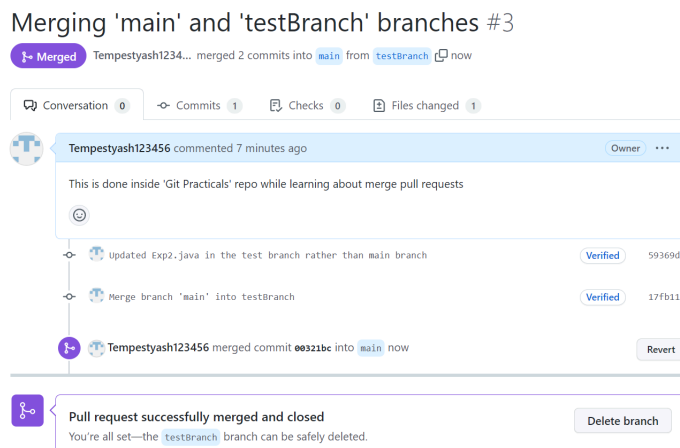 Merging 'main' and 'testBranch' branches #3
Merged Tempestyash1234... merged 2 commits into main from testBranch now
Conversation 0 Commits 1 Checks 0 Files changed 1
Tempestyash123456 commented 7 minutes ago Owner ...
This is done inside 'Git Practicals' repo while learning about merge pull requests
Updated Exp2.java in the test branch rather than main branch Verified 59369d
Merge branch 'main' into testBranch Verified 17fb11
Tempestyash123456 merged commit 00321bc into main now Revert
Pull request successfully merged and closed
You're all set—the testBranch branch can be safely deleted. Delete branch